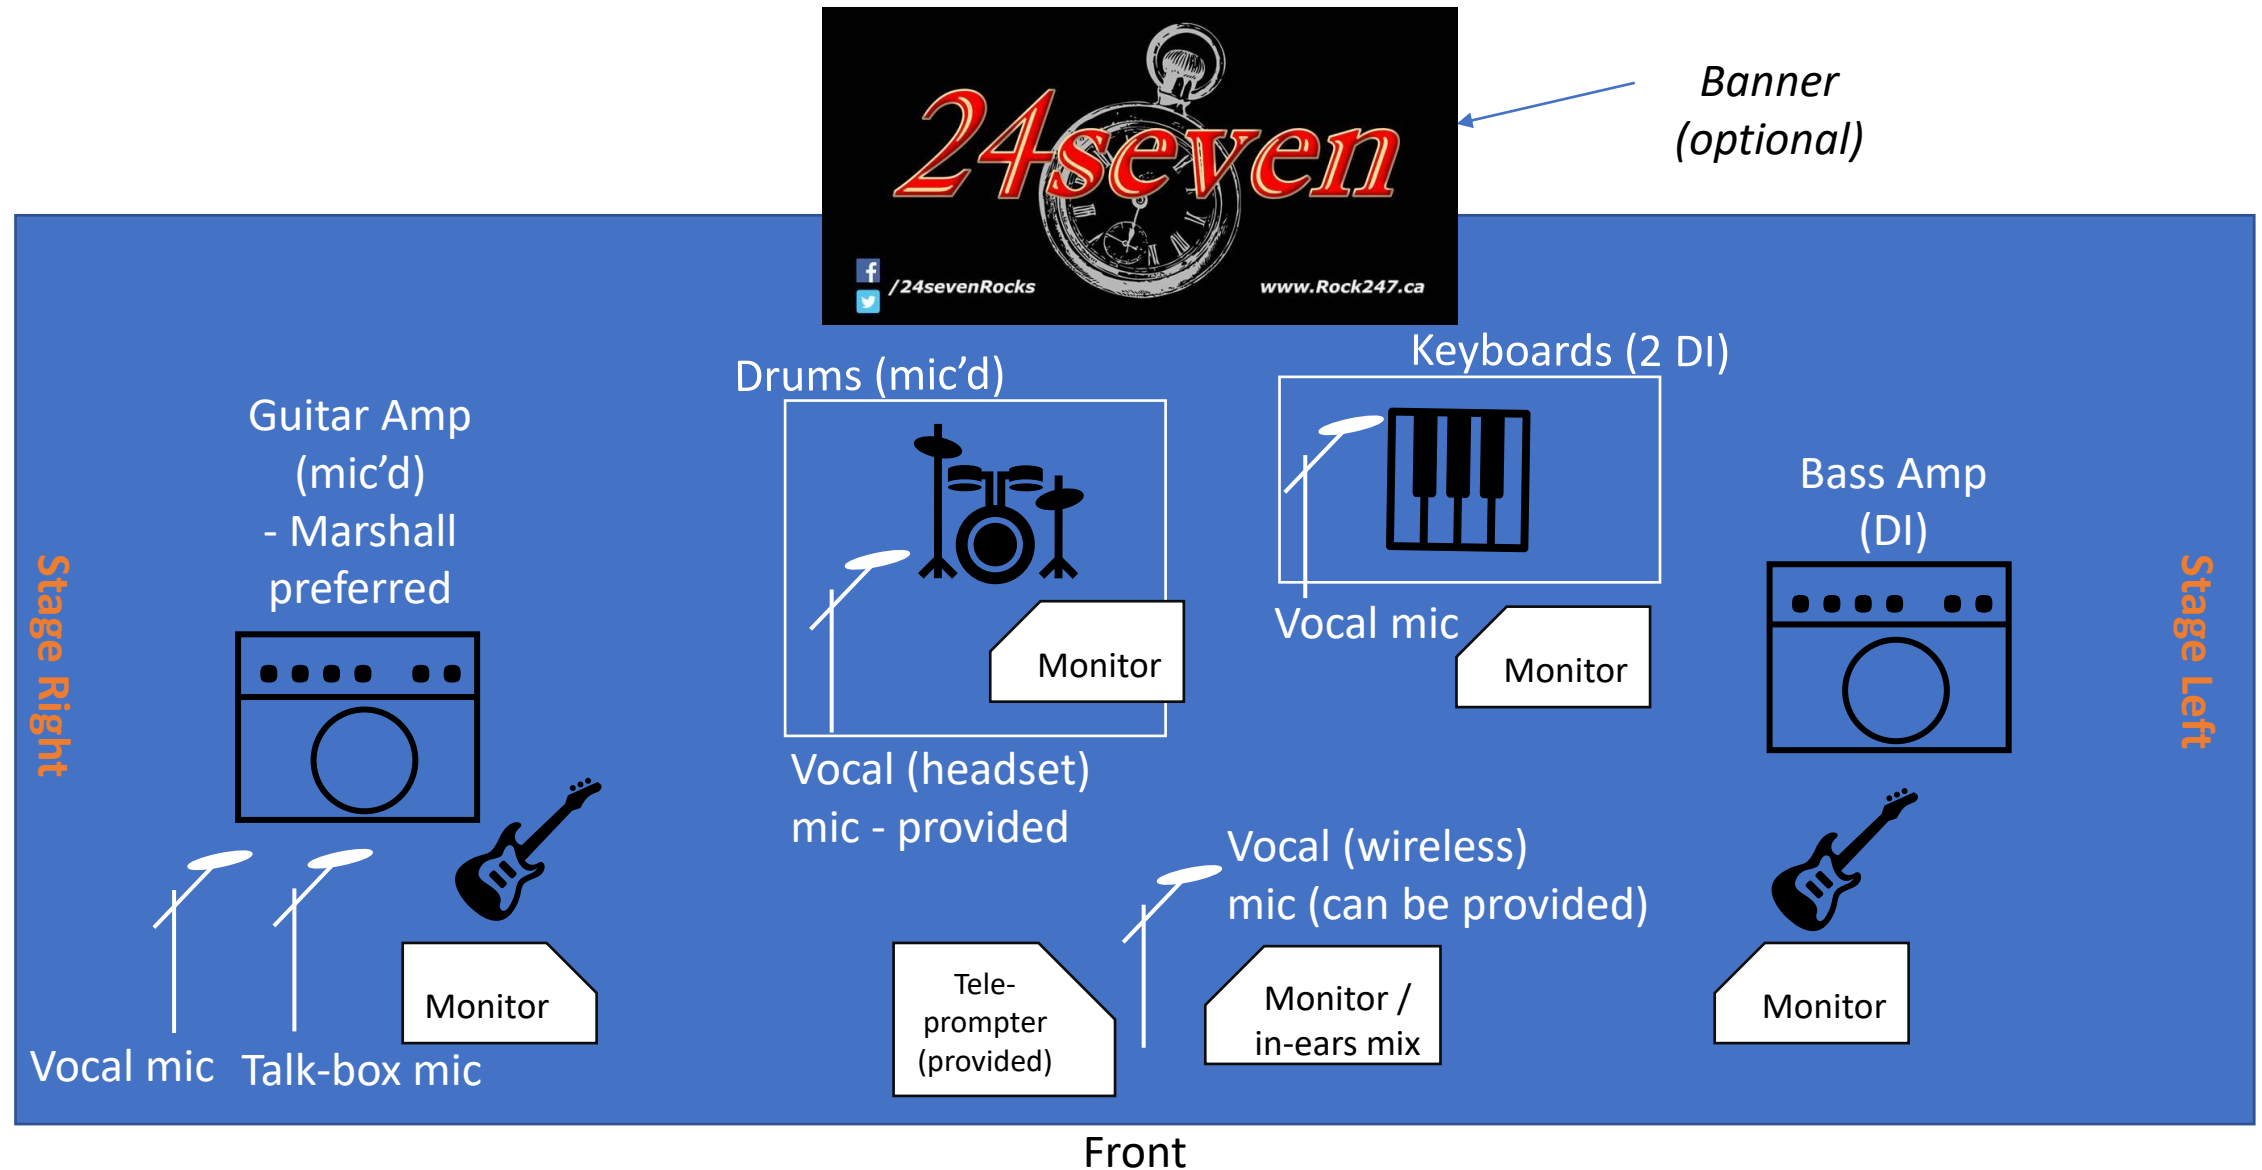 24seven
/24sevenRocks
www.Rock247.ca
Banner
(optional)
Drums (mic’d)
Keyboards (2 DI)
Guitar Amp
(mic’d)
- Marshall
preferred
Bass Amp
(DI)
Stage Right
Stage Left
Monitor
Vocal mic
Monitor
Vocal (headset)
mic - provided
Vocal (wireless)
mic (can be provided)
Monitor
Tele-
prompter
(provided)
Monitor /
in-ears mix
Monitor
Vocal mic
Talk-box mic
Front